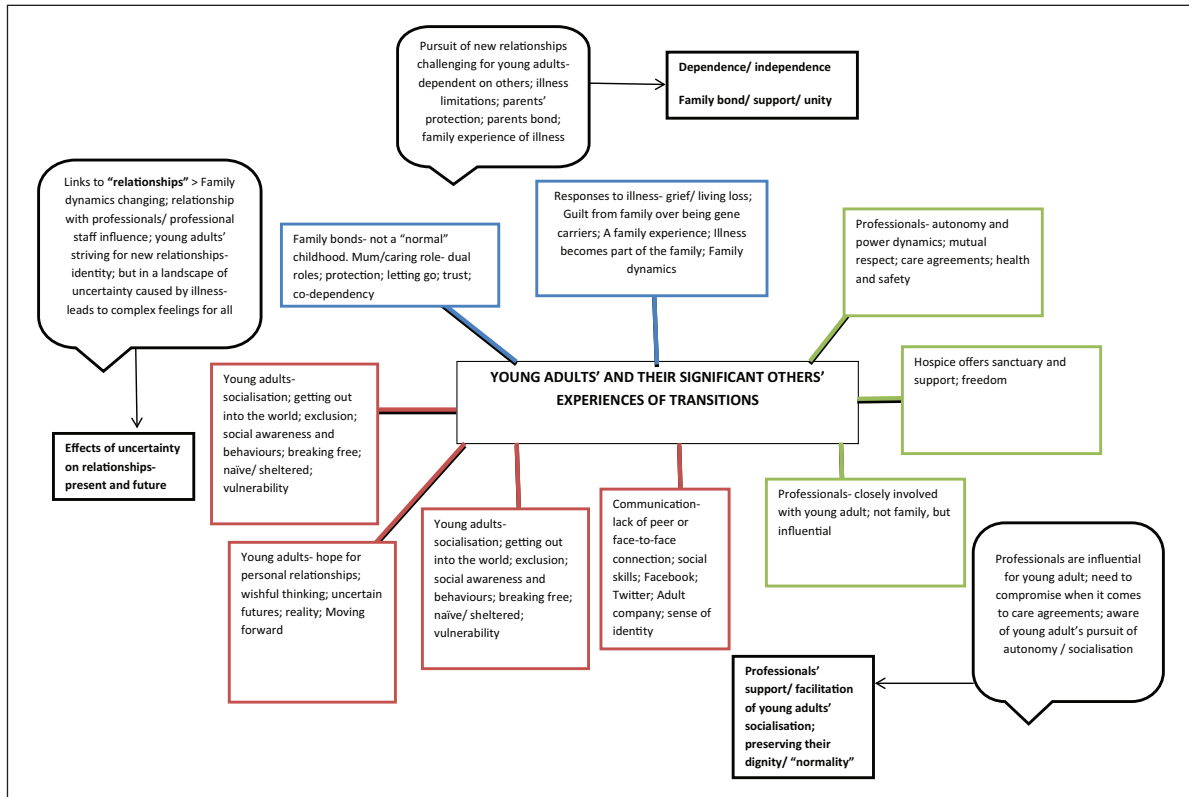 Pursuit of new relationships
challenging for young adults-
dependent on others; illness
limitations; parents’
protection; parents bond;
family experience of illness
Dependence/ independence
Family bond/ support/ unity
Links to “relationships” > Family
dynamics changing; relationship
with professionals/ professional
staff influence; young adults’
striving for new relationships-
identity; but in a landscape of
uncertainty caused by illness-
leads to complex feelings for all
Family bonds- not a “normal”
childhood. Mum/caring role- dual
roles; protection; letting go; trust;
co-dependency
Responses to illness- grief/ living loss;
Guilt from family over being gene
carriers; A family experience; Illness
becomes part of the family; Family
dynamics
Professionals- autonomy and
power dynamics; mutual
respect; care agreements; health
and safety
YOUNG ADULTS’ AND THEIR SIGNIFICANT OTHERS’
EXPERIENCES OF TRANSITIONS
Hospice offers sanctuary and
support; freedom
Young adults-
socialisation; getting out
into the world; exclusion;
social awareness and
behaviours; breaking free;
naïve/ sheltered;
vulnerability
Effects of uncertainty
on relationships-
present and future
Young adults- hope for
personal relationships;
wishful thinking; uncertain
futures; reality; Moving
forward
Young adults-
socialisation; getting out
into the world; exclusion;
social awareness and
behaviours; breaking free;
naïve/ sheltered;
vulnerability
Communication-
lack of peer or
face-to-face
connection; social
skills; Facebook;
Twitter; Adult
company; sense of
identity
Professionals- closely involved
with young adult; not family, but
influential
Professionals are influential
for young adult; need to
compromise when it comes
to care agreements; aware
of young adult’s pursuit of
autonomy / socialisation
Professionals’
support/ facilitation
of young adults’
socialisation;
preserving their
dignity/ “normality”